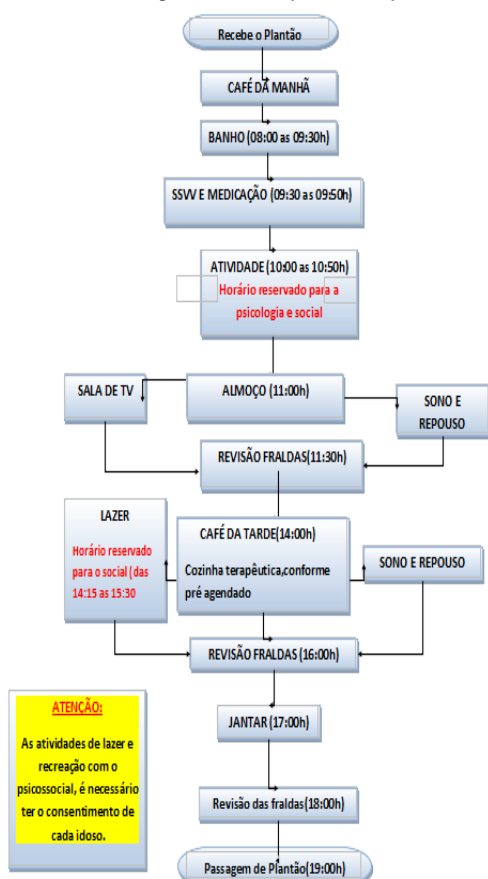 Recebe o Plantão
CAFÉ DA MANHÃ
BANHO (08:00 as 09:30h)
SSVV E MEDICAÇÃO (09:30 as 09:50h)
ATIVIDADE (10:00 as 10:50h)
Horário reservado para a
psicologia e social
SALA DE TV
ALMOÇO (11:00h)
SONO E
REPOUSO
REVISÃO FRALDAS(11:30h)
LAZER
Horário reservado
para o social (das
14:15 as 15:30
CAFÉ DA TARDE(14:00h)
Cozinha terapêutica,conforme
pré agendado
SONO E REPOUSO
REVISÃO FRALDAS (16:00h)
ATENÇÃO:
As atividades de lazer e
recreação com o
psicossocial, é necessário
ter o consentimento de
cada idoso.
JANTAR (17:00h)
Revisão das fraldas(18:00h)
Passagem de Plantão(19:00h)